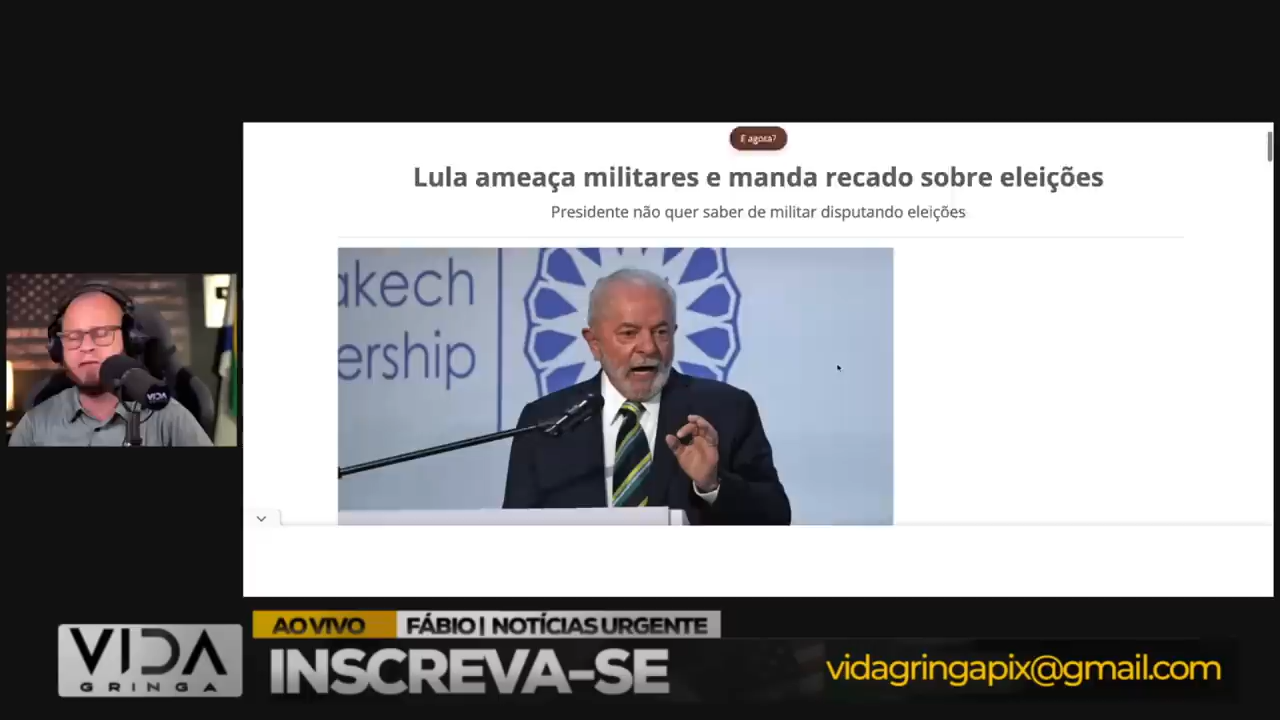 E agora?
Lula ameaça militares e manda recado sobre eleições
Presidente não quer saber de militar disputando eleições
akech
ership
VIDA
VIDA
GRINGA
AO VIVO
FÁBIO | NOTÍCIAS URGENTE
INSCREVA-SE
vidagringapix@gmail.com